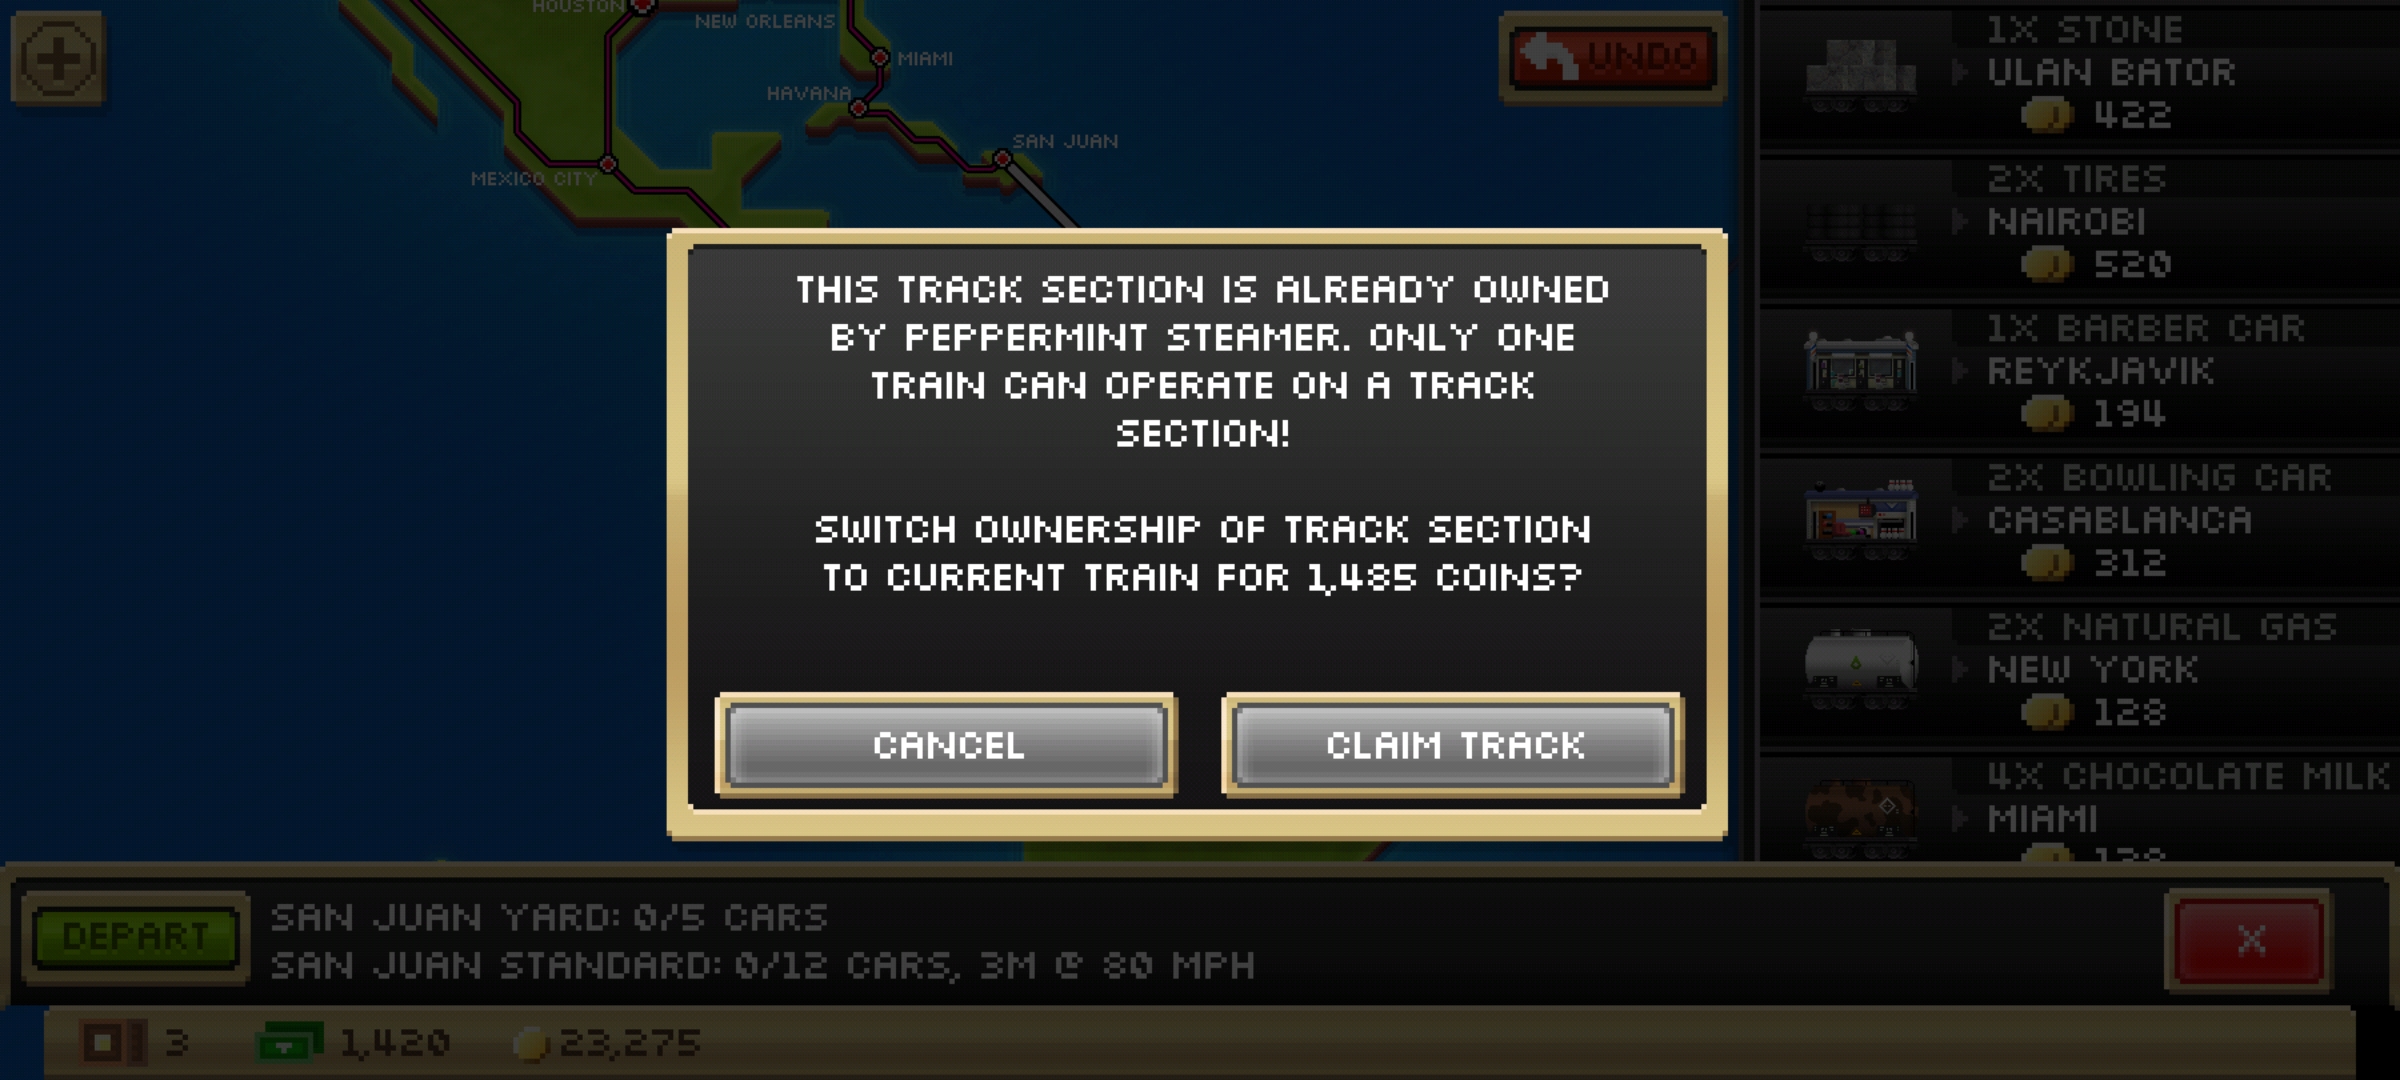 HOUSTON
NEW ORLEANS
MIAMI
HAVANA
SAN JUAN
MEXICO CITY
UNDO
1X STONE
ULAN BATOR
422
2X TIRES
NAIROBI
520
1X BARBER CAR
REYKJAVIK
194
2X BOWLING CAR
CASABLANCA
312
2X NATURAL GAS
NEW YORK
128
4X CHOCOLATE MILK
MIAMI
THIS TRACK SECTION IS ALREADY OWNED
BY PEPPERMINT STEAMER. ONLY ONE
TRAIN CAN OPERATE ON A TRACK
SECTION!
SWITCH OWNERSHIP OF TRACK SECTION
TO CURRENT TRAIN FOR 1,485 COINS?
CANCEL
CLAIM TRACK
DEPART
SAN JUAN YARD: 0/5 CARS
SAN JUAN STANDARD: 0/12 CARS, 3M @ 80 MPH
X
3
1,420
23,275